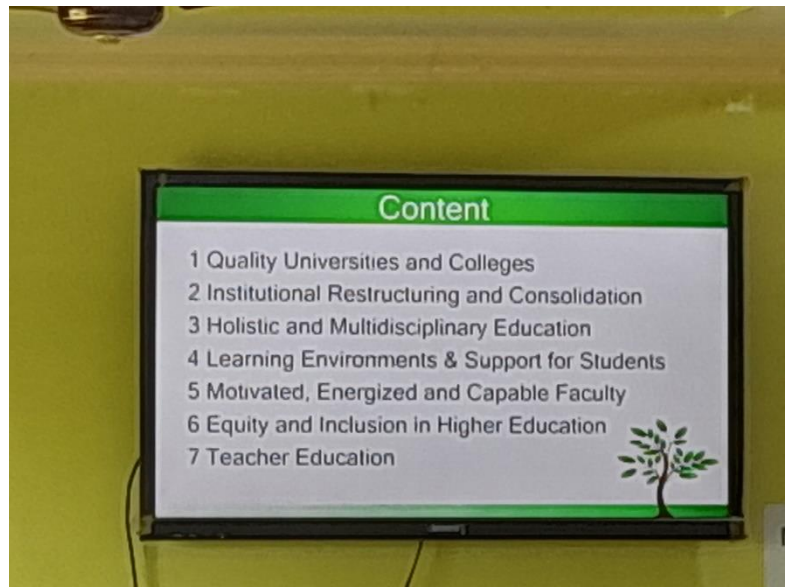 Content
1 Quality Universities and Colleges
2 Institutional Restructuring and Consolidation
3 Holistic and Multidisciplinary Education
4 Learning Environments & Support for Students
5 Motivated, Energized and Capable Faculty
6 Equity and Inclusion in Higher Education
7 Teacher Education